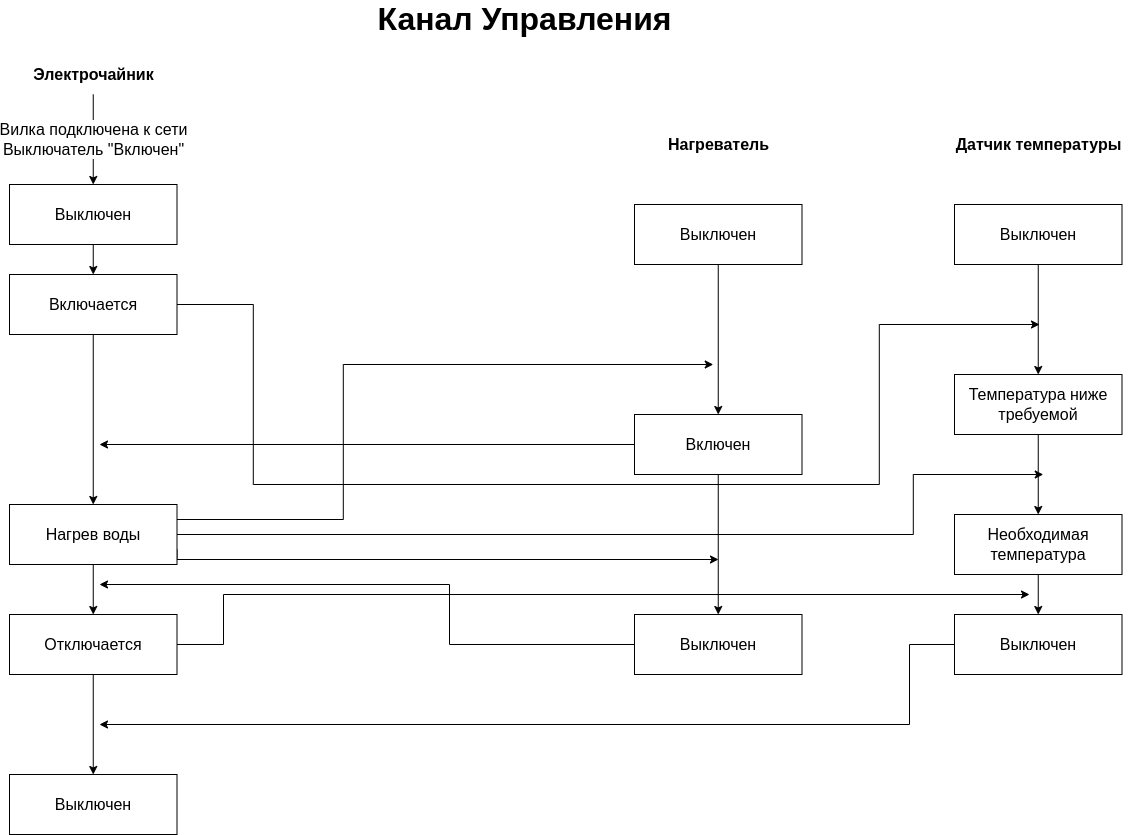 Канал Управления
Электрочайник
Вилка подключена к сети
Выключатель "Включен"
Выключен
Включается
Нагрев воды
Отключается
Выключен
Нагреватель
Выключен
Включен
Выключен
Датчик температуры
Выключен
Температура ниже
требуемой
Необходимая
температура
Выключен